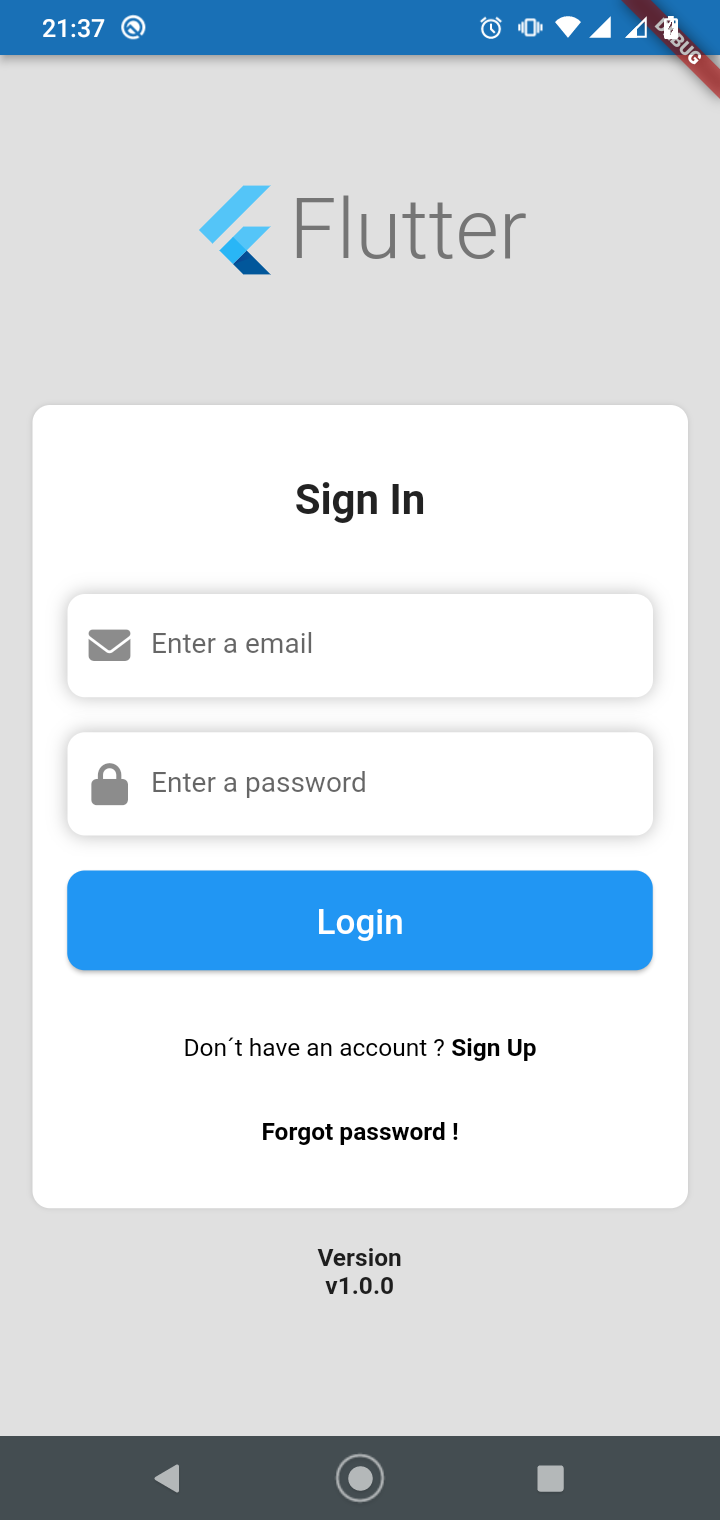 21:37
DEBUG
Flutter
Sign In
Enter a email
Enter a password
Login
Don´t have an account ? Sign Up
Forgot password !
Version
v1.0.0